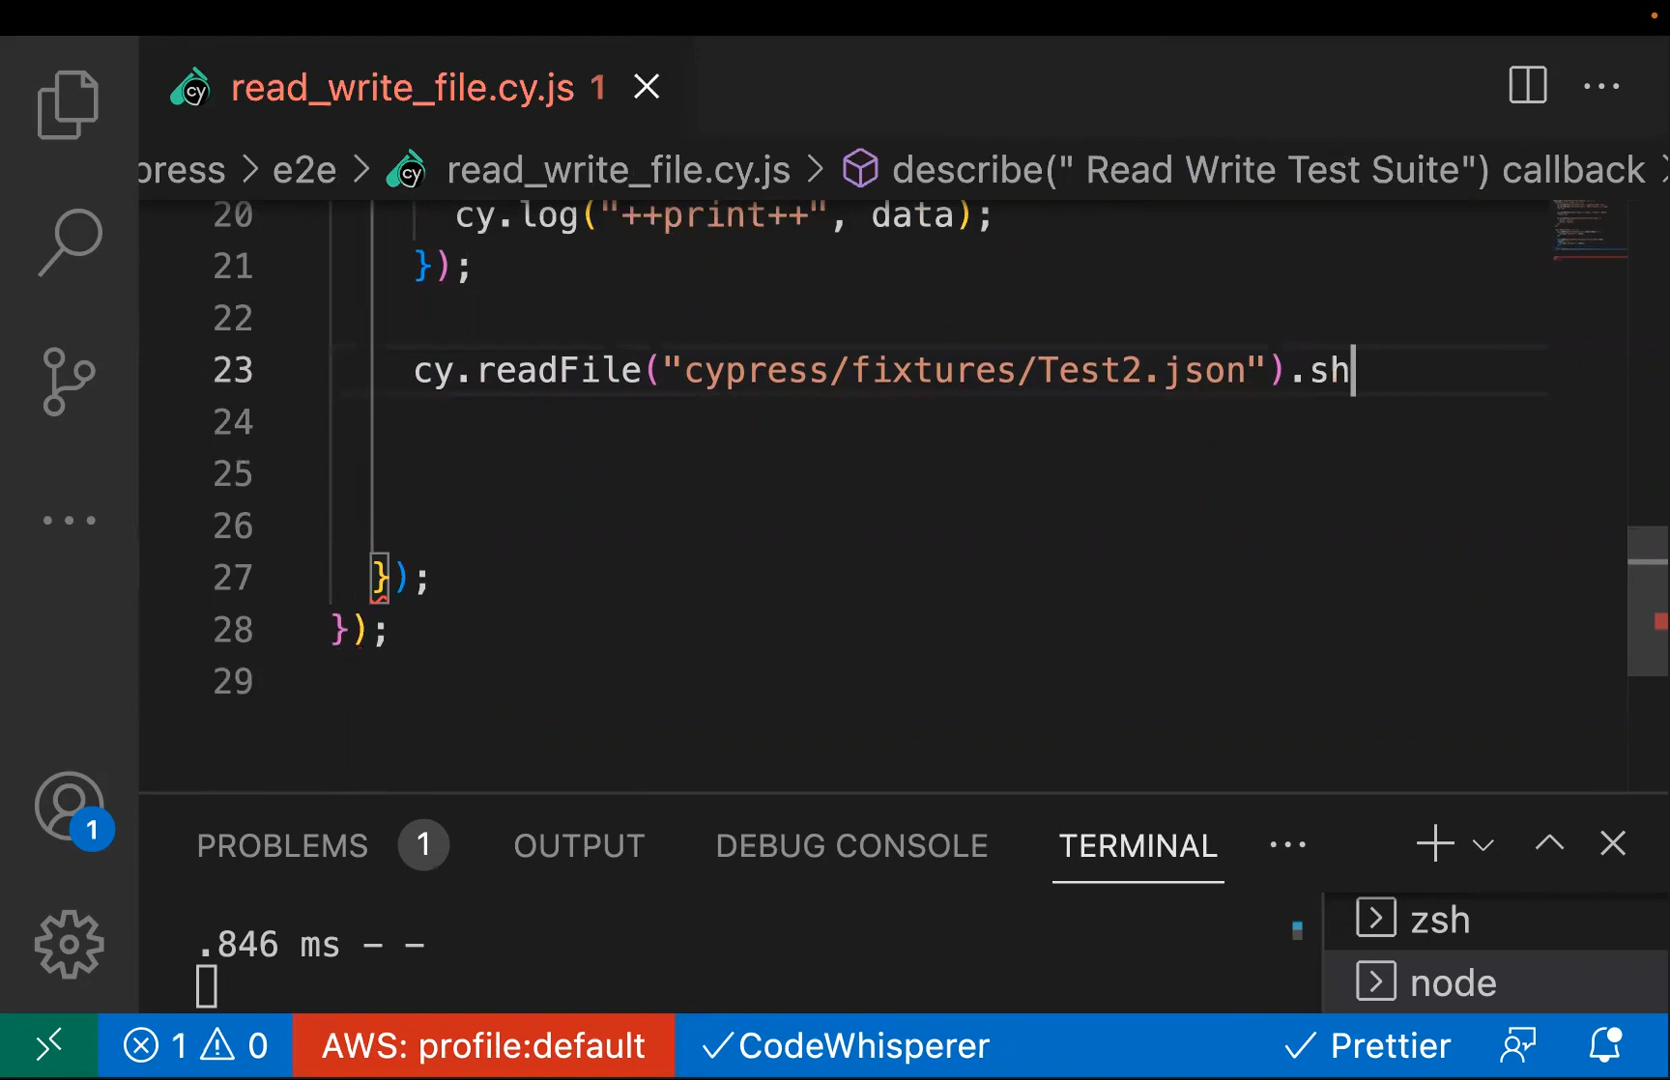 read_write_file.cy.js 1
press > e2e > read_write_file.cy.js > describe(" Read Write Test Suite") callback
20 cy.log("++print++", data);
21 });
22
23 cy.readFile("cypress/fixtures/Test2.json").sh
24
25
26
27 });
28 });
29
1
PROBLEMS 1 OUTPUT DEBUG CONSOLE TERMINAL
.846 ms - -
zsh
node
1 0 AWS: profile:default CodeWhisperer Prettier